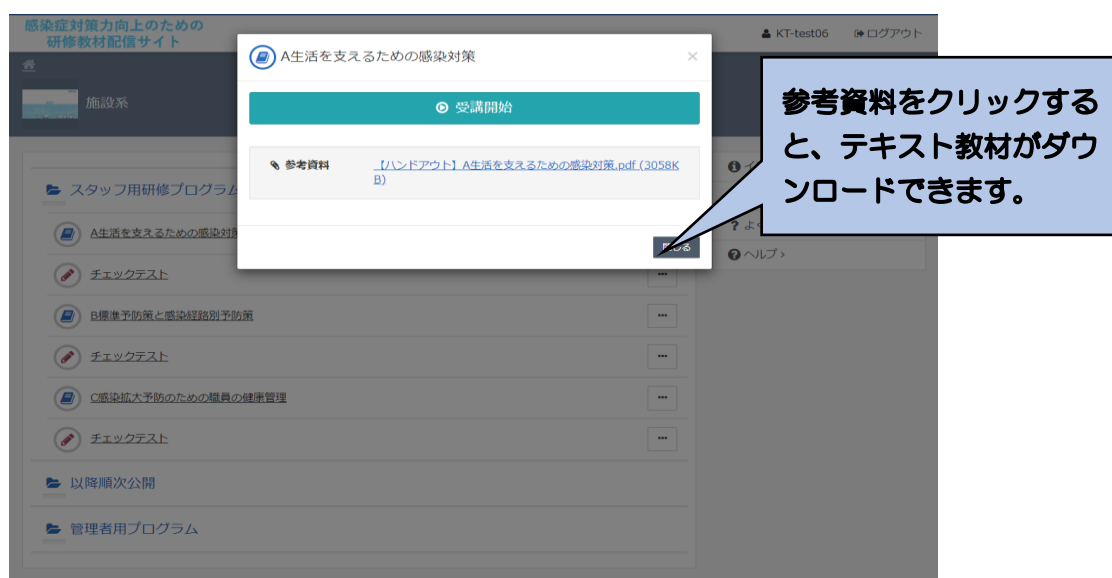 感染症対策力向上のための
研修教材配信サイト
KT-test06 ログアウト
施設系
A生活を支えるための感染対策
×
受講開始
参考資料 【ハンドアウト】A生活を支えるための感染対策.pdf (3058K
B)
閉じる
参考資料をクリックする
と、テキスト教材がダウ
ンロードできます。
スタッフ用研修プログラム
A生活を支えるための感染対策
チェックテスト
B標準予防策と感染経路別予防策
チェックテスト
C感染拡大予防のための職員の健康管理
チェックテスト
以降順次公開
管理者用プログラム
? よく
ヘルプ ›